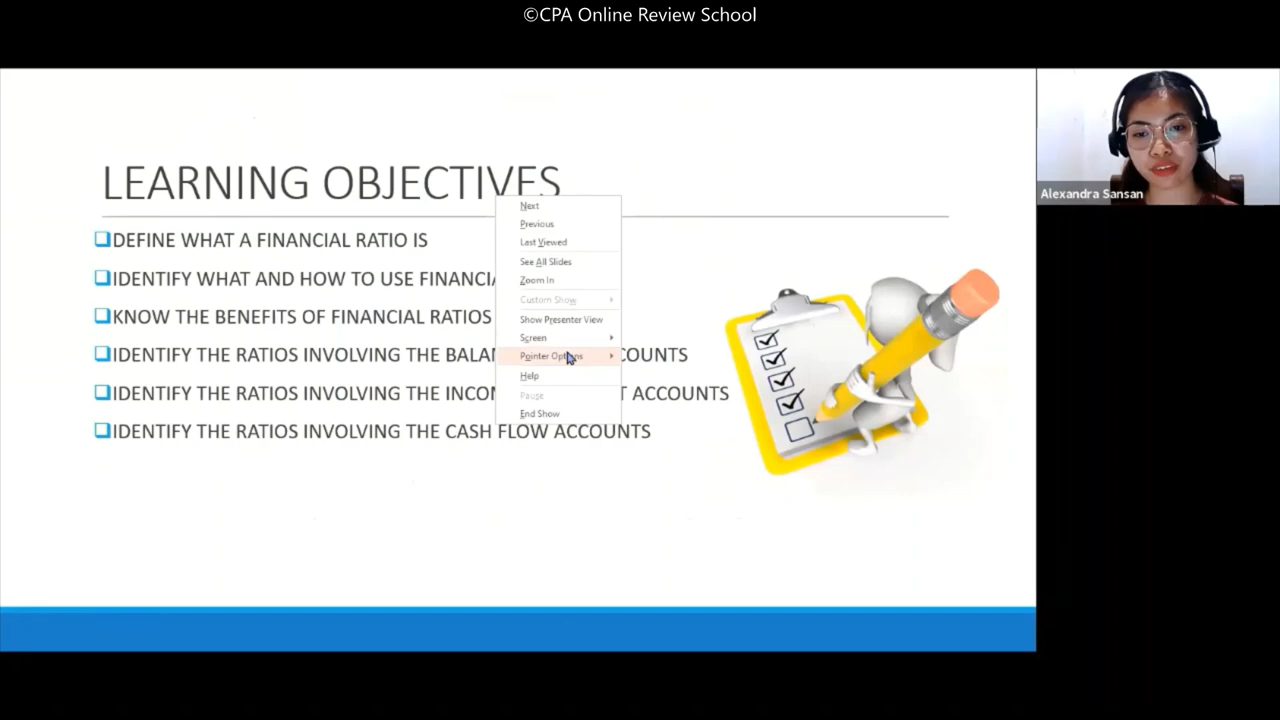 ©CPA Online Review School
LEARNING OBJECTIVES
❑DEFINE WHAT A FINANCIAL RATIO IS
❑IDENTIFY WHAT AND HOW TO USE FINANCIA
❑KNOW THE BENEFITS OF FINANCIAL RATIOS
❑IDENTIFY THE RATIOS INVOLVING THE BALAN COUNTS
❑IDENTIFY THE RATIOS INVOLVING THE INCOM T ACCOUNTS
❑IDENTIFY THE RATIOS INVOLVING THE CASH FLOW ACCOUNTS
Next
Previous
Last Viewed
See All Slides
Zoom In
Custom Show
Show Presenter View
Screen
Pointer Options
Help
Pause
End Show
Alexandra Sansan